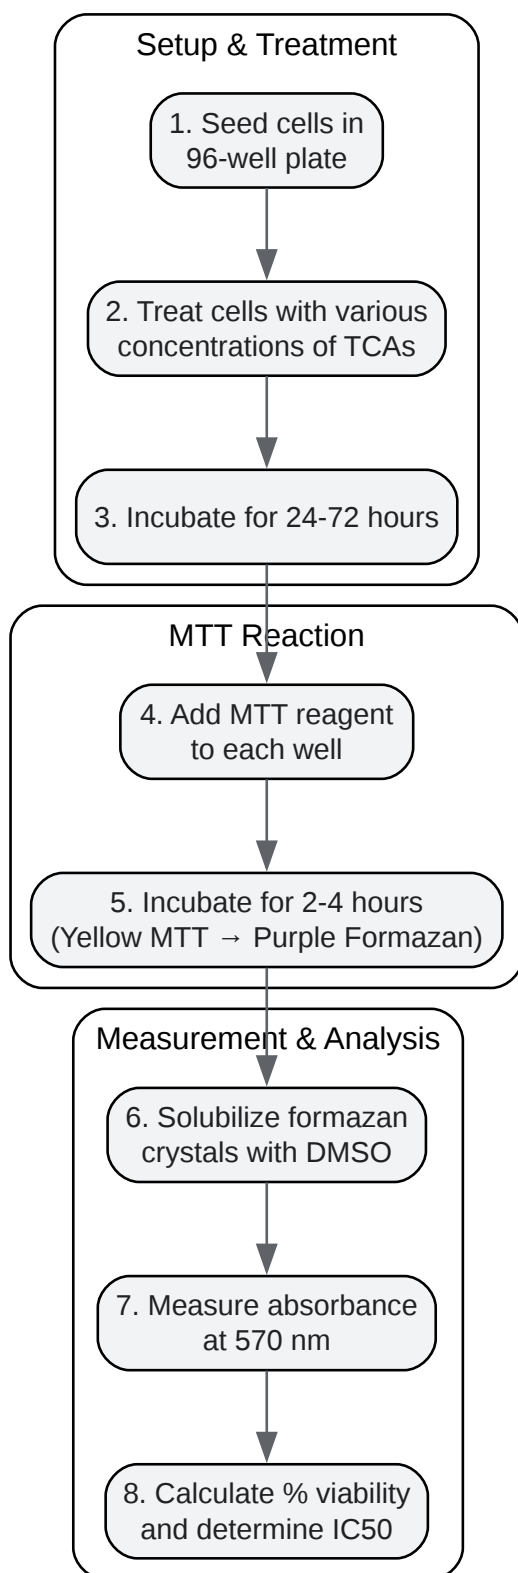 Setup & Treatment
1. Seed cells in
96-well plate
2. Treat cells with various
concentrations of TCAs
3. Incubate for 24-72 hours
MTT Reaction
4. Add MTT reagent
to each well
5. Incubate for 2-4 hours
(Yellow MTT → Purple Formazan)
Measurement & Analysis
6. Solubilize formazan
crystals with DMSO
7. Measure absorbance
at 570 nm
8. Calculate % viability
and determine IC50